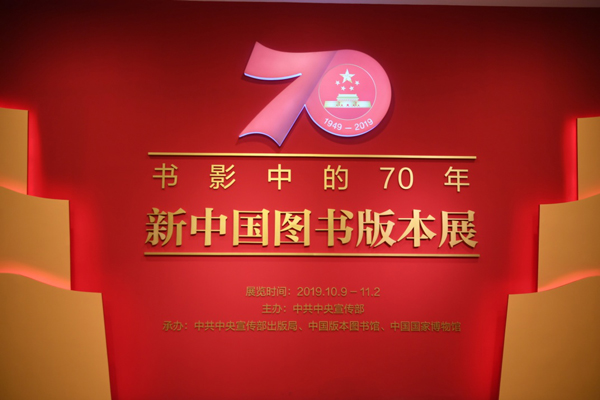 70
1949-2019
书影中的70年
新中国图书版本展
展览时间：2019.10.9－11.2
主办：中共中央宣传部
承办：中共中央宣传部出版局、中国版本图书馆、中国国家博物馆